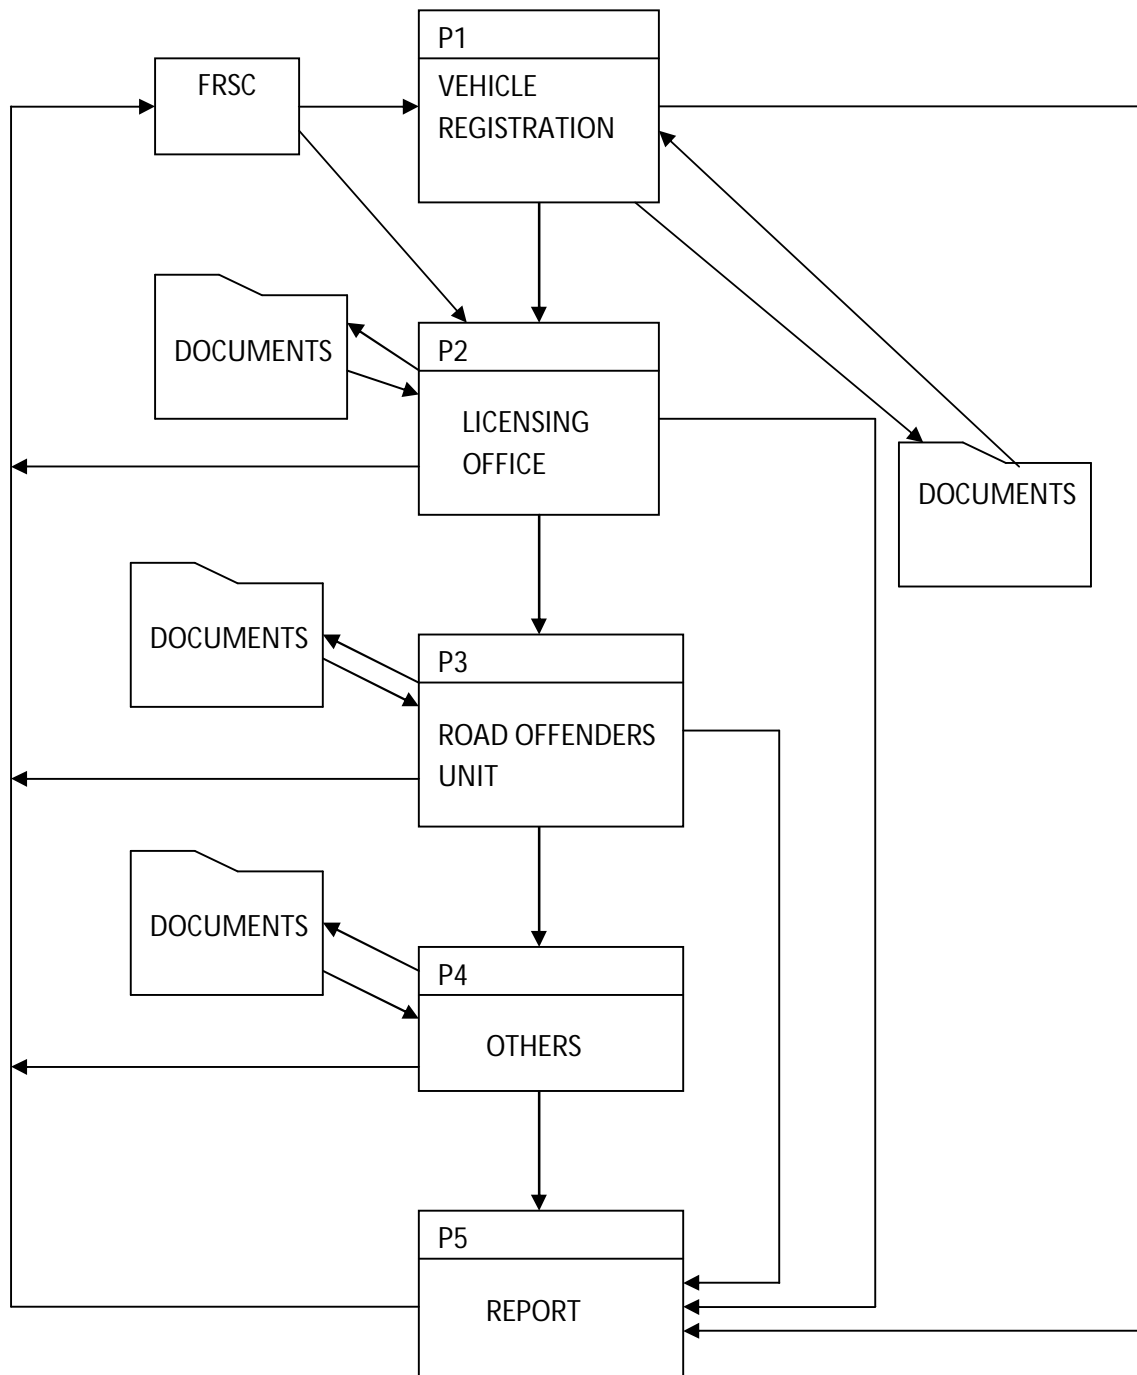 P1
FRSC
VEHICLE
REGISTRATION
P2
DOCUMENTS
LICENSING
OFFICE
DOCUMENTS
DOCUMENTS
P3
ROAD OFFENDERS
UNIT
DOCUMENTS
P4
OTHERS
P5
REPORT